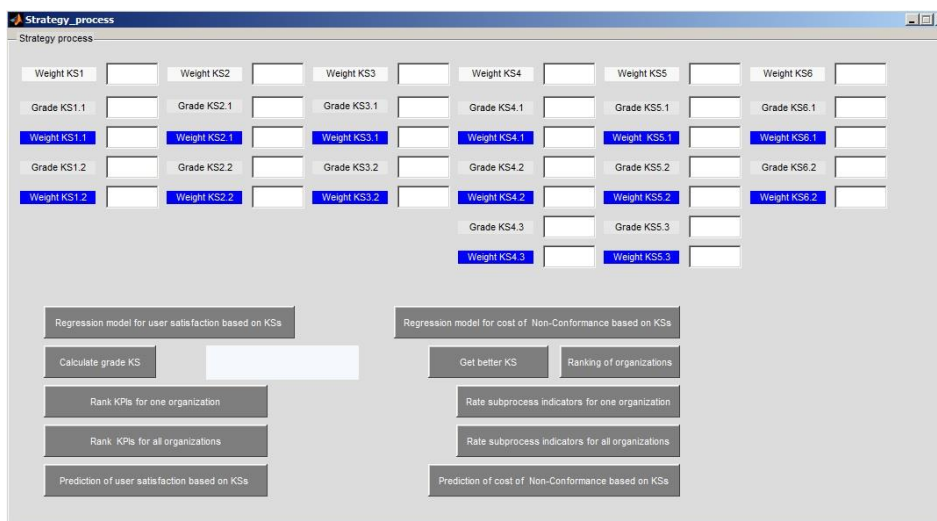 Strategy_process
Strategy process
Weight KS1 Weight KS2 Weight KS3 Weight KS4 Weight KS5 Weight KS6
Grade KS1.1 Grade KS2.1 Grade KS3.1 Grade KS4.1 Grade KS5.1 Grade KS6.1
Weight KS1.1 Weight KS2.1 Weight KS3.1 Weight KS4.1 Weight KS5.1 Weight KS6.1
Grade KS1.2 Grade KS2.2 Grade KS3.2 Grade KS4.2 Grade KS5.2 Grade KS6.2
Weight KS1.2 Weight KS2.2 Weight KS3.2 Weight KS4.2 Weight KS5.2 Weight KS6.2
Grade KS4.3 Grade KS5.3
Weight KS4.3 Weight KS5.3
Regression model for user satisfaction based on KSs Regression model for cost of Non-Conformance based on KSs
Calculate grade KS Get better KS Ranking of organizations
Rank KPIs for one organization Rate subprocess indicators for one organization
Rank KPIs for all organizations Rate subprocess indicators for all organizations
Prediction of user satisfaction based on KSs Prediction of cost of Non-Conformance based on KSs